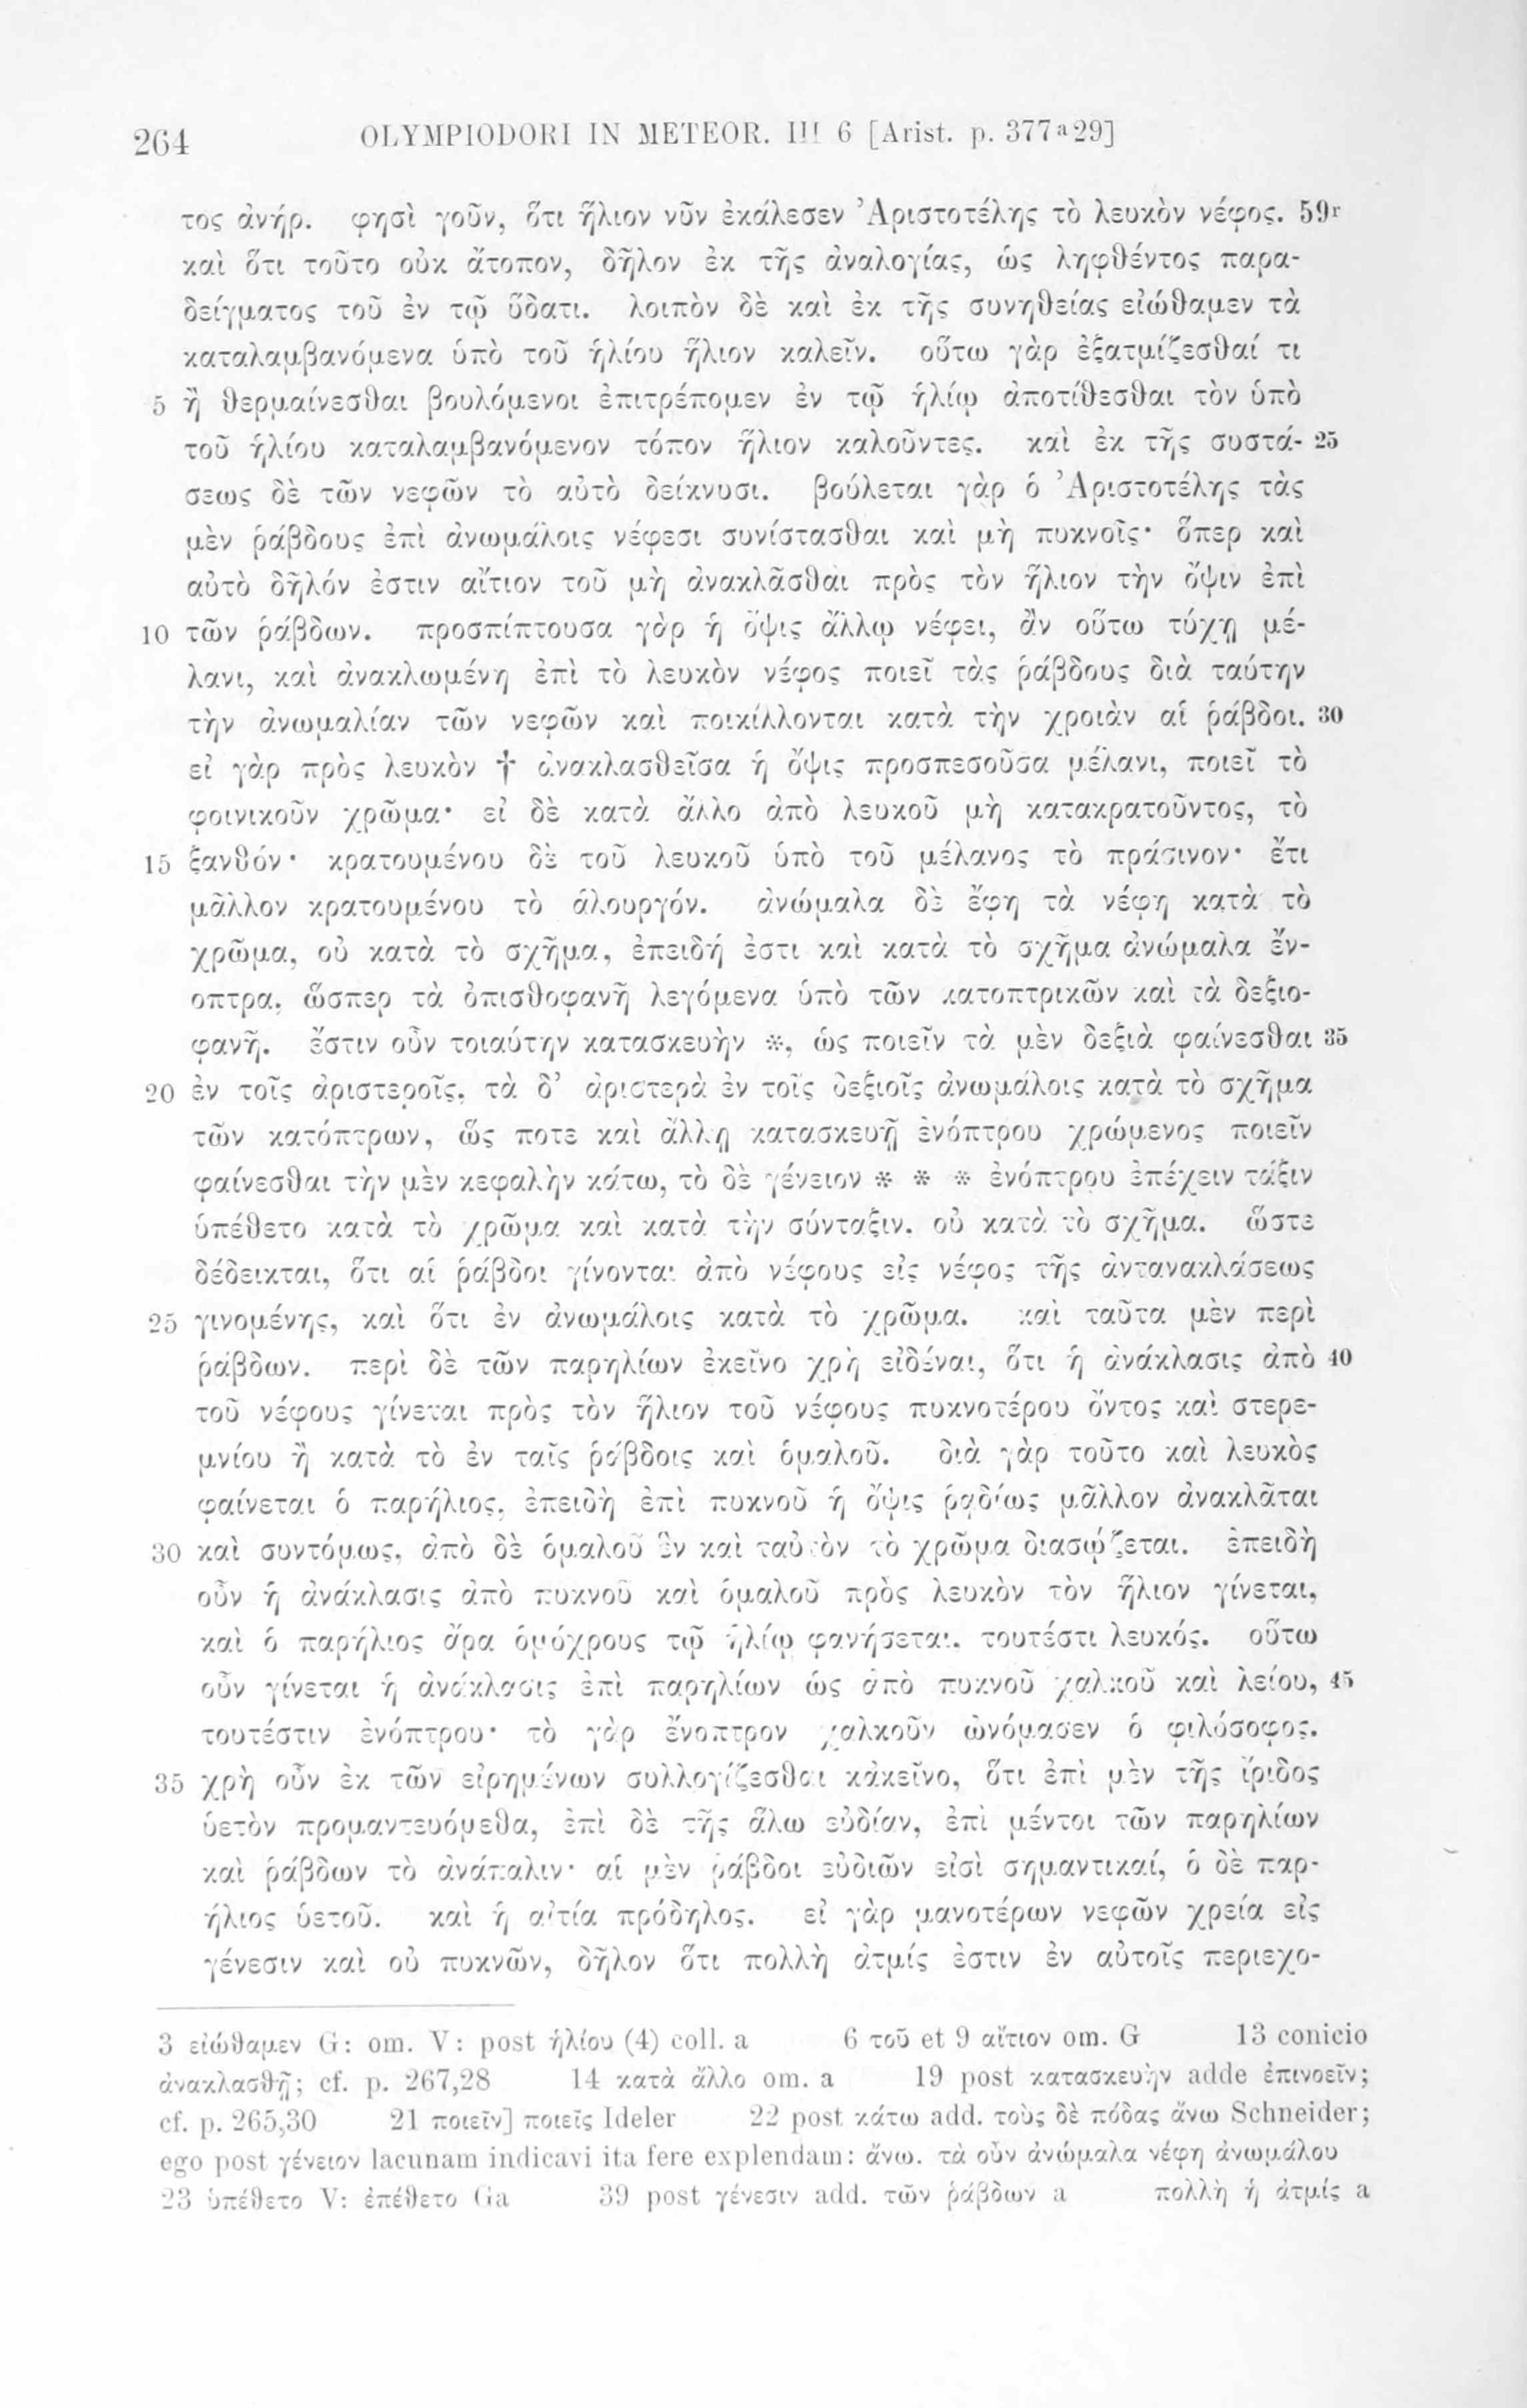 264 OLYMPIODORI IN METEOR. III 6 [Arist. p. 377a29]
τος ἀνήρ. φησὶ γοῦν, ὅτι ἥλιον νῦν ἐκάλεσεν Ἀριστοτέλης τὸ λευκὸν νέφος. 59r
καὶ ὅτι τοῦτο οὐκ ἄτοπον, δῆλον ἐκ τῆς ἀναλογίας, ὡς ληφθέντος παρα-
δείγματος τοῦ ἐν τῷ ὕδατι. λοιπὸν δὲ καὶ ἐκ τῆς συνηθείας εἰώθαμεν τὰ
καταλαμβανόμενα ὑπὸ τοῦ ἡλίου ἥλιον καλεῖν. οὕτω γὰρ ἐξατμίζεσθαί τι
5 ἢ θερμαίνεσθαι βουλόμενοι ἐπιτρέπομεν ἐν τῷ ἡλίῳ ἀποτίθεσθαι τὸν ὑπὸ
τοῦ ἡλίου καταλαμβανόμενον τόπον ἥλιον καλοῦντες. καὶ ἐκ τῆς συστά- 25
σεως δὲ τῶν νεφῶν τὸ αὐτὸ δείκνυσι. βούλεται γὰρ ὁ Ἀριστοτέλης τὰς
μὲν ῥάβδους ἐπὶ ἀνωμάλοις νέφεσι συνίστασθαι καὶ μὴ πυκνοῖς· ὅπερ καὶ
αὐτὸ δῆλόν ἐστιν αἴτιον τοῦ μὴ ἀνακλᾶσθαι πρὸς τὸν ἥλιον τὴν ὄψιν ἐπὶ
10 τῶν ῥάβδων. προσπίπτουσα γὰρ ἡ ὄψις ἄλλῳ νέφει, ἂν οὕτω τύχῃ μέ-
λανι, καὶ ἀνακλωμένη ἐπὶ τὸ λευκὸν νέφος ποιεῖ τὰς ῥάβδους διὰ ταύτην
τὴν ἀνωμαλίαν τῶν νεφῶν καὶ ποικίλλονται κατὰ τὴν χροιὰν αἱ ῥάβδοι. 30
εἰ γὰρ πρὸς λευκὸν † ἀνακλασθεῖσα ἡ ὄψις προσπεσοῦσα μέλανι, ποιεῖ τὸ
φοινικοῦν χρῶμα· εἰ δὲ κατὰ ἄλλο ἀπὸ λευκοῦ μὴ κατακρατοῦντος, τὸ
15 ξανθόν· κρατουμένου δὲ τοῦ λευκοῦ ὑπὸ τοῦ μέλανος τὸ πράσινον· ἔτι
μᾶλλον κρατουμένου τὸ ἁλουργόν. ἀνώμαλα δὲ ἔφη τὰ νέφη κατὰ τὸ
χρῶμα, οὐ κατὰ τὸ σχῆμα, ἐπειδή ἐστι καὶ κατὰ τὸ σχῆμα ἀνώμαλα ἔν-
οπτρα, ὥσπερ τὰ ὀπισθοφανῆ λεγόμενα ὑπὸ τῶν κατοπτρικῶν καὶ τὰ δεξιο-
φανῆ. ἔστιν οὖν τοιαύτην κατασκευὴν *, ὡς ποιεῖν τὰ μὲν δεξιὰ φαίνεσθαι 35
20 ἐν τοῖς ἀριστεροῖς, τὰ δ’ ἀριστερὰ ἐν τοῖς δεξιοῖς ἀνωμάλοις κατὰ τὸ σχῆμα
τῶν κατόπτρων, ὥς ποτε καὶ ἄλλῃ κατασκευῇ ἐνόπτρου χρώμενος ποιεῖν
φαίνεσθαι τὴν μὲν κεφαλὴν κάτω, τὸ δὲ γένειον * * * ἐνόπτρου ἐπέχειν τάξιν
ὑπέθετο κατὰ τὸ χρῶμα καὶ κατὰ τὴν σύνταξιν, οὐ κατὰ τὸ σχῆμα. ὥστε
δέδεικται, ὅτι αἱ ῥάβδοι γίνονται ἀπὸ νέφους εἰς νέφος τῆς ἀντανακλάσεως
25 γινομένης, καὶ ὅτι ἐν ἀνωμάλοις κατὰ τὸ χρῶμα. καὶ ταῦτα μὲν περὶ
ῥάβδων. περὶ δὲ τῶν παρηλίων ἐκεῖνο χρὴ εἰδέναι, ὅτι ἡ ἀνάκλασις ἀπὸ 40
τοῦ νέφους γίνεται πρὸς τὸν ἥλιον τοῦ νέφους πυκνοτέρου ὄντος καὶ στερε-
μνίου ἢ κατὰ τὸ ἐν ταῖς ῥάβδοις καὶ ὁμαλοῦ. διὰ γὰρ τοῦτο καὶ λευκὸς
φαίνεται ὁ παρήλιος, ἐπειδὴ ἐπὶ πυκνοῦ ἡ ὄψις ῥᾳδίως μᾶλλον ἀνακλᾶται
30 καὶ συντόμως, ἀπὸ δὲ ὁμαλοῦ ἓν καὶ ταὐτὸν τὸ χρῶμα διασῴζεται. ἐπειδὴ
οὖν ἡ ἀνάκλασις ἀπὸ πυκνοῦ καὶ ὁμαλοῦ πρὸς λευκὸν τὸν ἥλιον γίνεται,
καὶ ὁ παρήλιος ἄρα ὁμόχρους τῷ ἡλίῳ φανήσεται, τουτέστι λευκός. οὕτω
οὖν γίνεται ἡ ἀνάκλασις ἐπὶ παρηλίων ὡς ἀπὸ πυκνοῦ χαλκοῦ καὶ λείου, 45
τουτέστιν ἐνόπτρου· τὸ γὰρ ἔνοπτρον χαλκοῦν ὠνόμασεν ὁ φιλόσοφος.
35 χρὴ οὖν ἐκ τῶν εἰρημένων συλλογίζεσθαι κἀκεῖνο, ὅτι ἐπὶ μὲν τῆς ἴριδος
ὑετὸν προμαντευόμεθα, ἐπὶ δὲ τῆς ἅλω εὐδίαν, ἐπὶ μέντοι τῶν παρηλίων
καὶ ῥάβδων τὸ ἀνάπαλιν· αἱ μὲν ῥάβδοι εὐδιῶν εἰσὶ σημαντικαί, ὁ δὲ παρ-
ήλιος ὑετοῦ. καὶ ἡ αἰτία πρόδηλος. εἰ γὰρ μανοτέρων νεφῶν χρεία εἰς
γένεσιν καὶ οὐ πυκνῶν, δῆλον ὅτι πολλὴ ἀτμίς ἐστιν ἐν αὐτοῖς περιεχο-
3 εἰώθαμεν G: om. V: post ἡλίου (4) coll. a 6 τοῦ et 9 αἴτιον om. G 13 conicio
ἀνακλασθῇ; cf. p. 267,28 14 κατὰ ἄλλο om. a 19 post κατασκευὴν adde ἐπινοεῖν;
cf. p. 265,30 21 ποιεῖν] ποιεῖς Ideler 22 post κάτω add. τοὺς δὲ πόδας ἄνω Schneider;
ego post γένειον lacunam indicavi ita fere explendam: ἄνω. τὰ οὖν ἀνώμαλα νέφη ἀνωμάλου
23 ὑπέθετο V: ἐπέθετο Ga 39 post γένεσιν add. τῶν ῥάβδων a πολλὴ ἡ ἀτμίς a